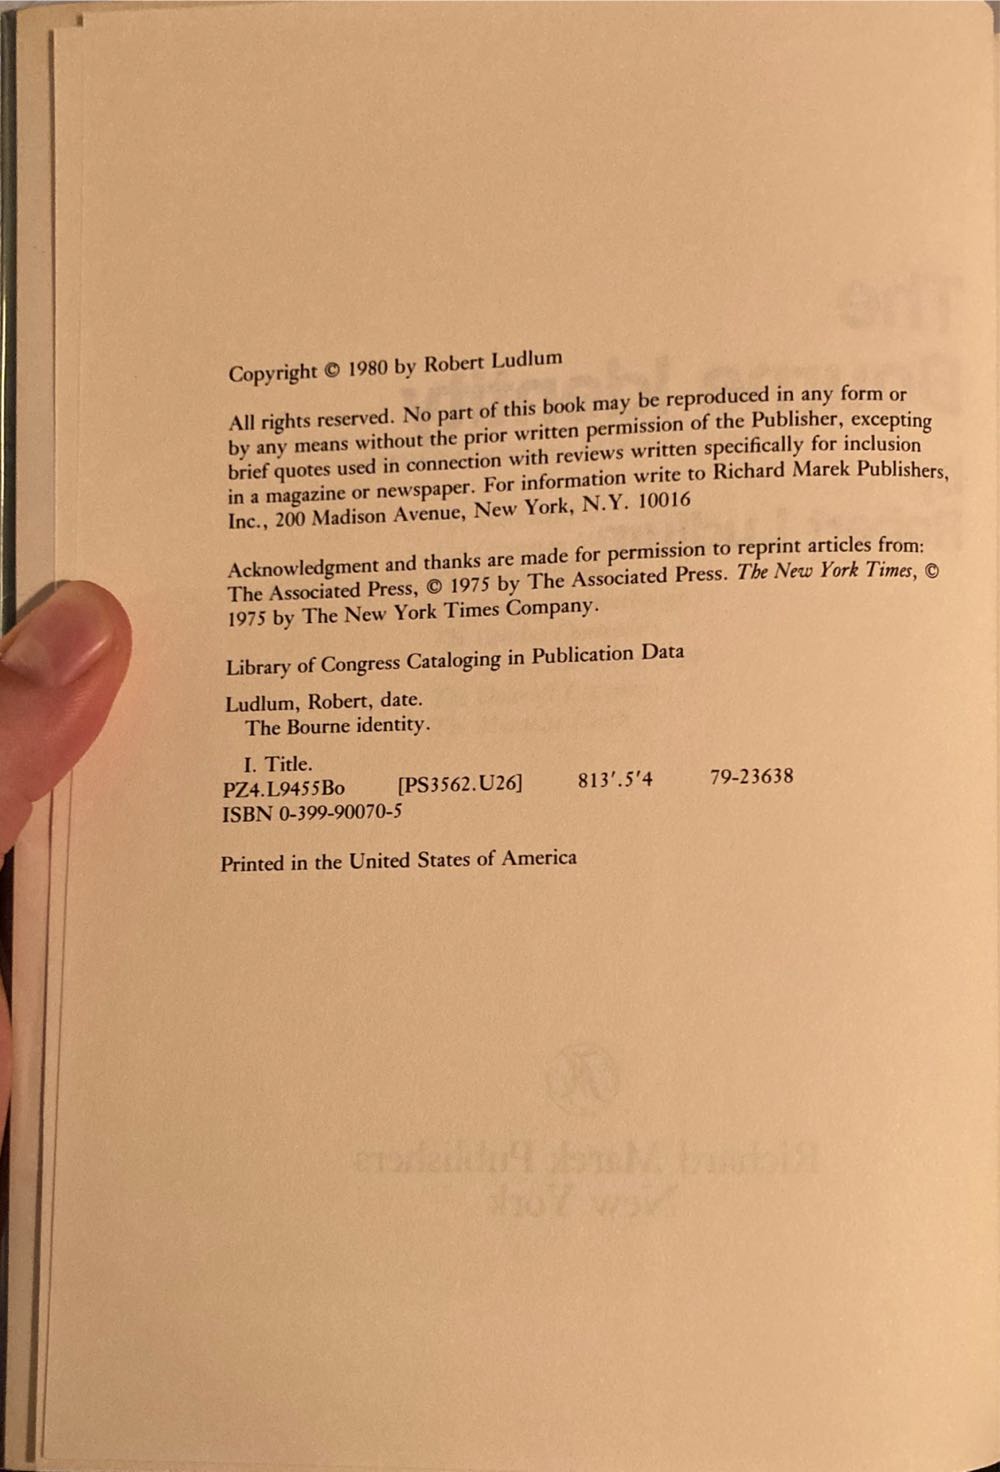 Copyright © 1980 by Robert Ludlum
All rights reserved. No part of this book may be reproduced in any form or
by any means without the prior written permission of the Publisher, excepting
brief quotes used in connection with reviews written specifically for inclusion
in a magazine or newspaper. For information write to Richard Marek Publishers,
Inc., 200 Madison Avenue, New York, N.Y. 10016
Acknowledgment and thanks are made for permission to reprint articles from:
The Associated Press, © 1975 by The Associated Press. The New York Times, ©
1975 by The New York Times Company.
Library of Congress Cataloging in Publication Data
Ludlum, Robert, date.
The Bourne identity.
I. Title.
PZ4.L9455Bo [PS3562.U26] 813′.5′4 79-23638
ISBN 0-399-90070-5
Printed in the United States of America
Richard Marek Publishers
New York